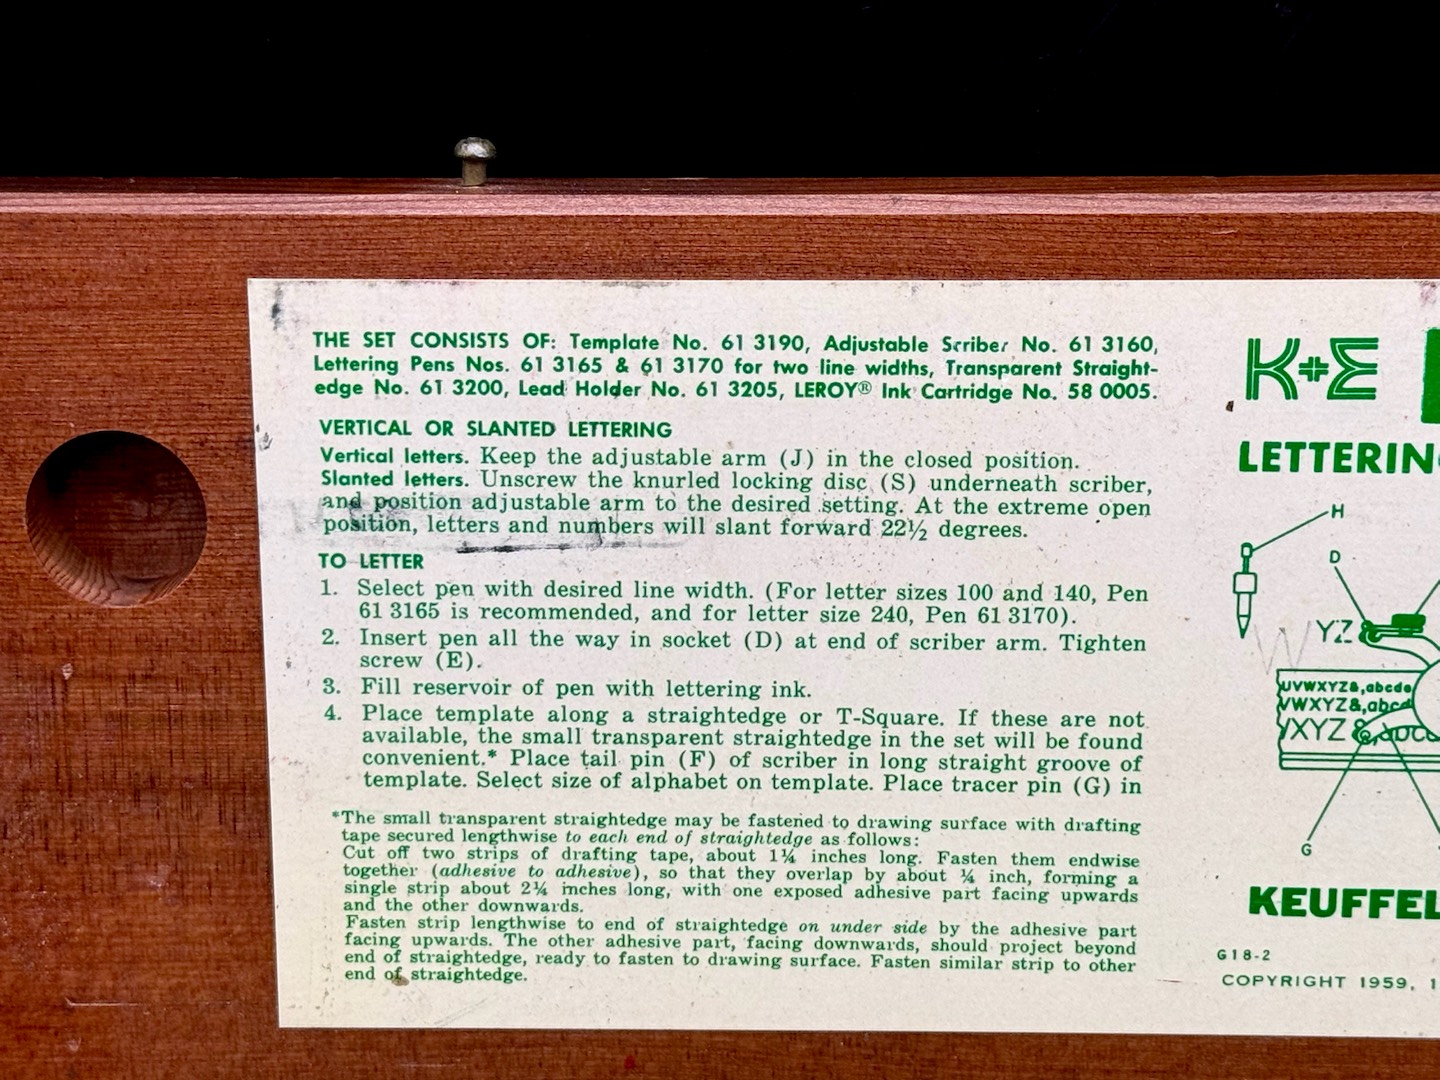 THE SET CONSISTS OF: Template No. 61 3190, Adjustable Scriber No. 61 3160,
Lettering Pens Nos. 61 3165 & 61 3170 for two line widths, Transparent Straight-
edge No. 61 3200, Lead Holder No. 61 3205, LEROY® Ink Cartridge No. 58 0005.
VERTICAL OR SLANTED LETTERING
Vertical letters. Keep the adjustable arm (J) in the closed position.
Slanted letters. Unscrew the knurled locking disc (S) underneath scriber,
and position adjustable arm to the desired setting. At the extreme open
position, letters and numbers will slant forward 22½ degrees.
TO LETTER
1. Select pen with desired line width. (For letter sizes 100 and 140, Pen
61 3165 is recommended, and for letter size 240, Pen 61 3170).
2. Insert pen all the way in socket (D) at end of scriber arm. Tighten
screw (E).
3. Fill reservoir of pen with lettering ink.
4. Place template along a straightedge or T-Square. If these are not
available, the small transparent straightedge in the set will be found
convenient.* Place tail pin (F) of scriber in long straight groove of
template. Select size of alphabet on template. Place tracer pin (G) in
*The small transparent straightedge may be fastened to drawing surface with drafting
tape secured lengthwise to each end of straightedge as follows:
Cut off two strips of drafting tape, about 1¼ inches long. Fasten them endwise
together (adhesive to adhesive), so that they overlap by about ¼ inch, forming a
single strip about 2¼ inches long, with one exposed adhesive part facing upwards
and the other downwards.
Fasten strip lengthwise to end of straightedge on under side by the adhesive part
facing upwards. The other adhesive part, facing downwards, should project beyond
end of straightedge, ready to fasten to drawing surface. Fasten similar strip to other
end of straightedge.
K+E
LETTERIN
H
D
YZ
UVWXYZ&,abcde
VWXYZ&,abcd
VXYZ &,abc
G
KEUFFEL
G18-2
COPYRIGHT 1959, 1